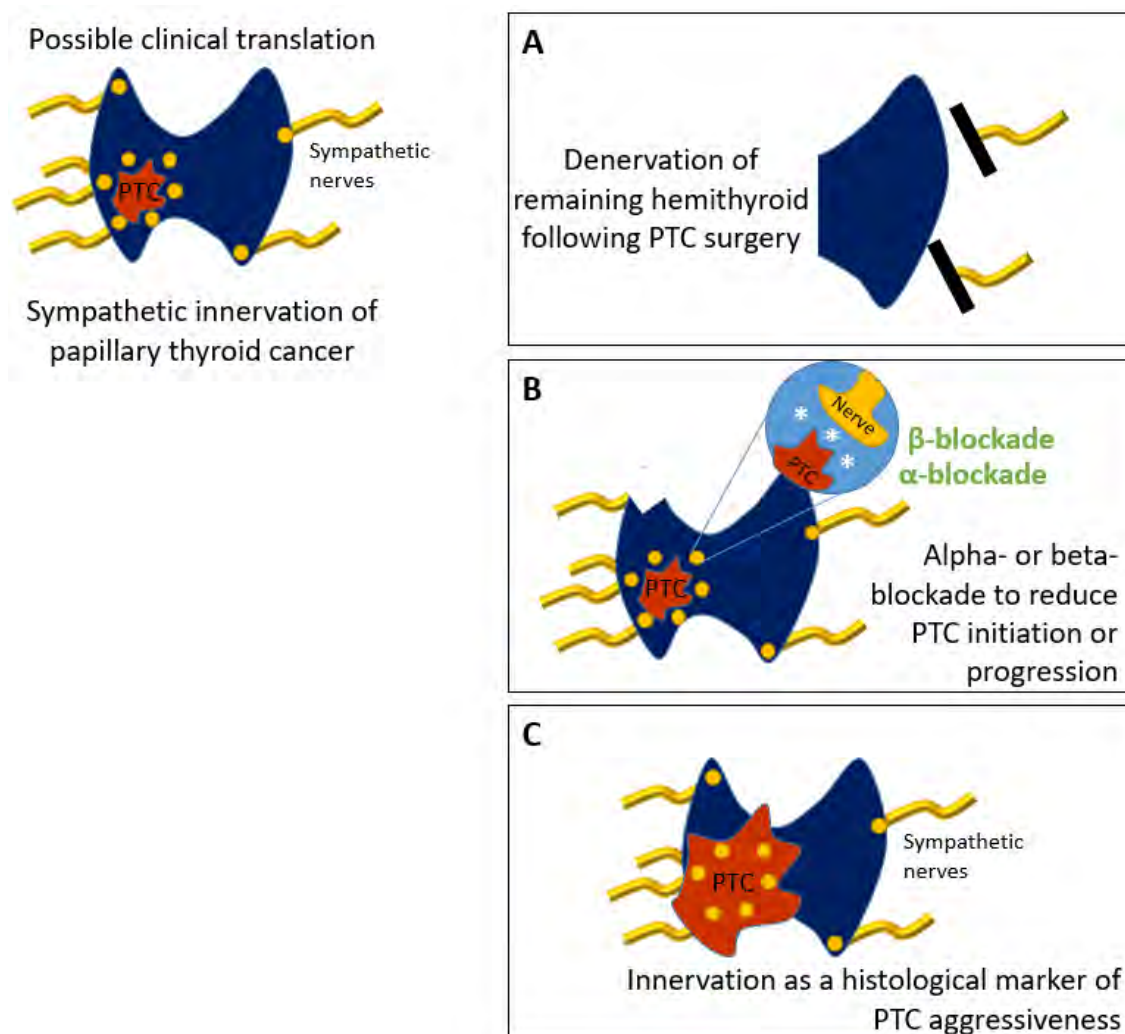 Possible clinical translation
Sympathetic
nerves
PTC
Sympathetic innervation of
papillary thyroid cancer
A
Denervation of
remaining hemithyroid
following PTC surgery
B
Nerve
* * *
PTC
β-blockade
α-blockade
PTC
Alpha- or beta-
blockade to reduce
PTC initiation or
progression
C
Sympathetic
nerves
PTC
Innervation as a histological marker of
PTC aggressiveness